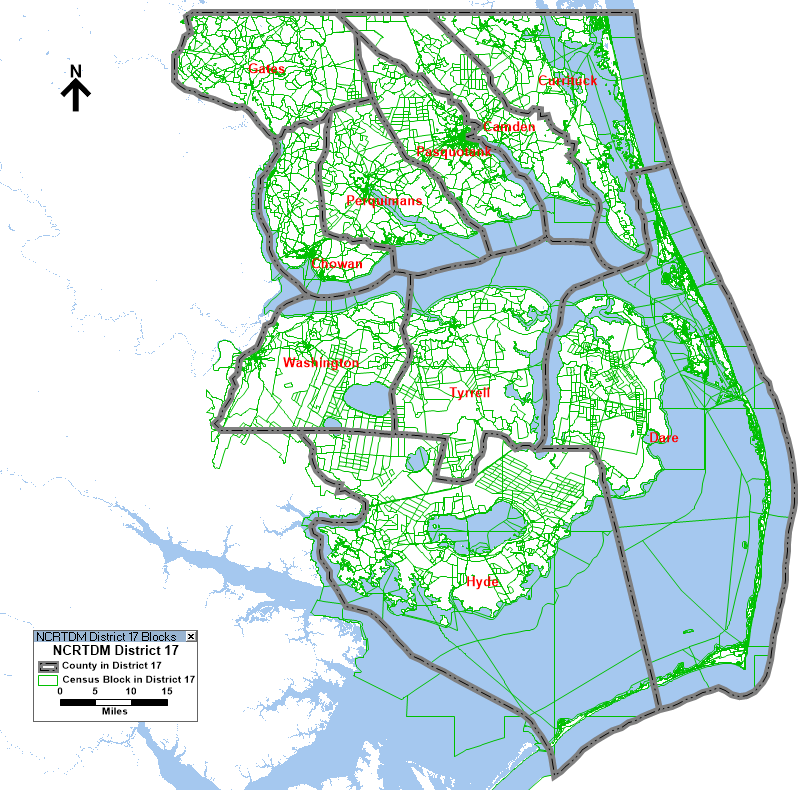 N
Gates
Currituck
Camden
Pasquotank
Perquimans
Chowan
Washington
Tyrrell
Dare
Hyde
NCRTDM District 17 Blocks
NCRTDM District 17
County in District 17
Census Block in District 17
0 5 10 15
Miles